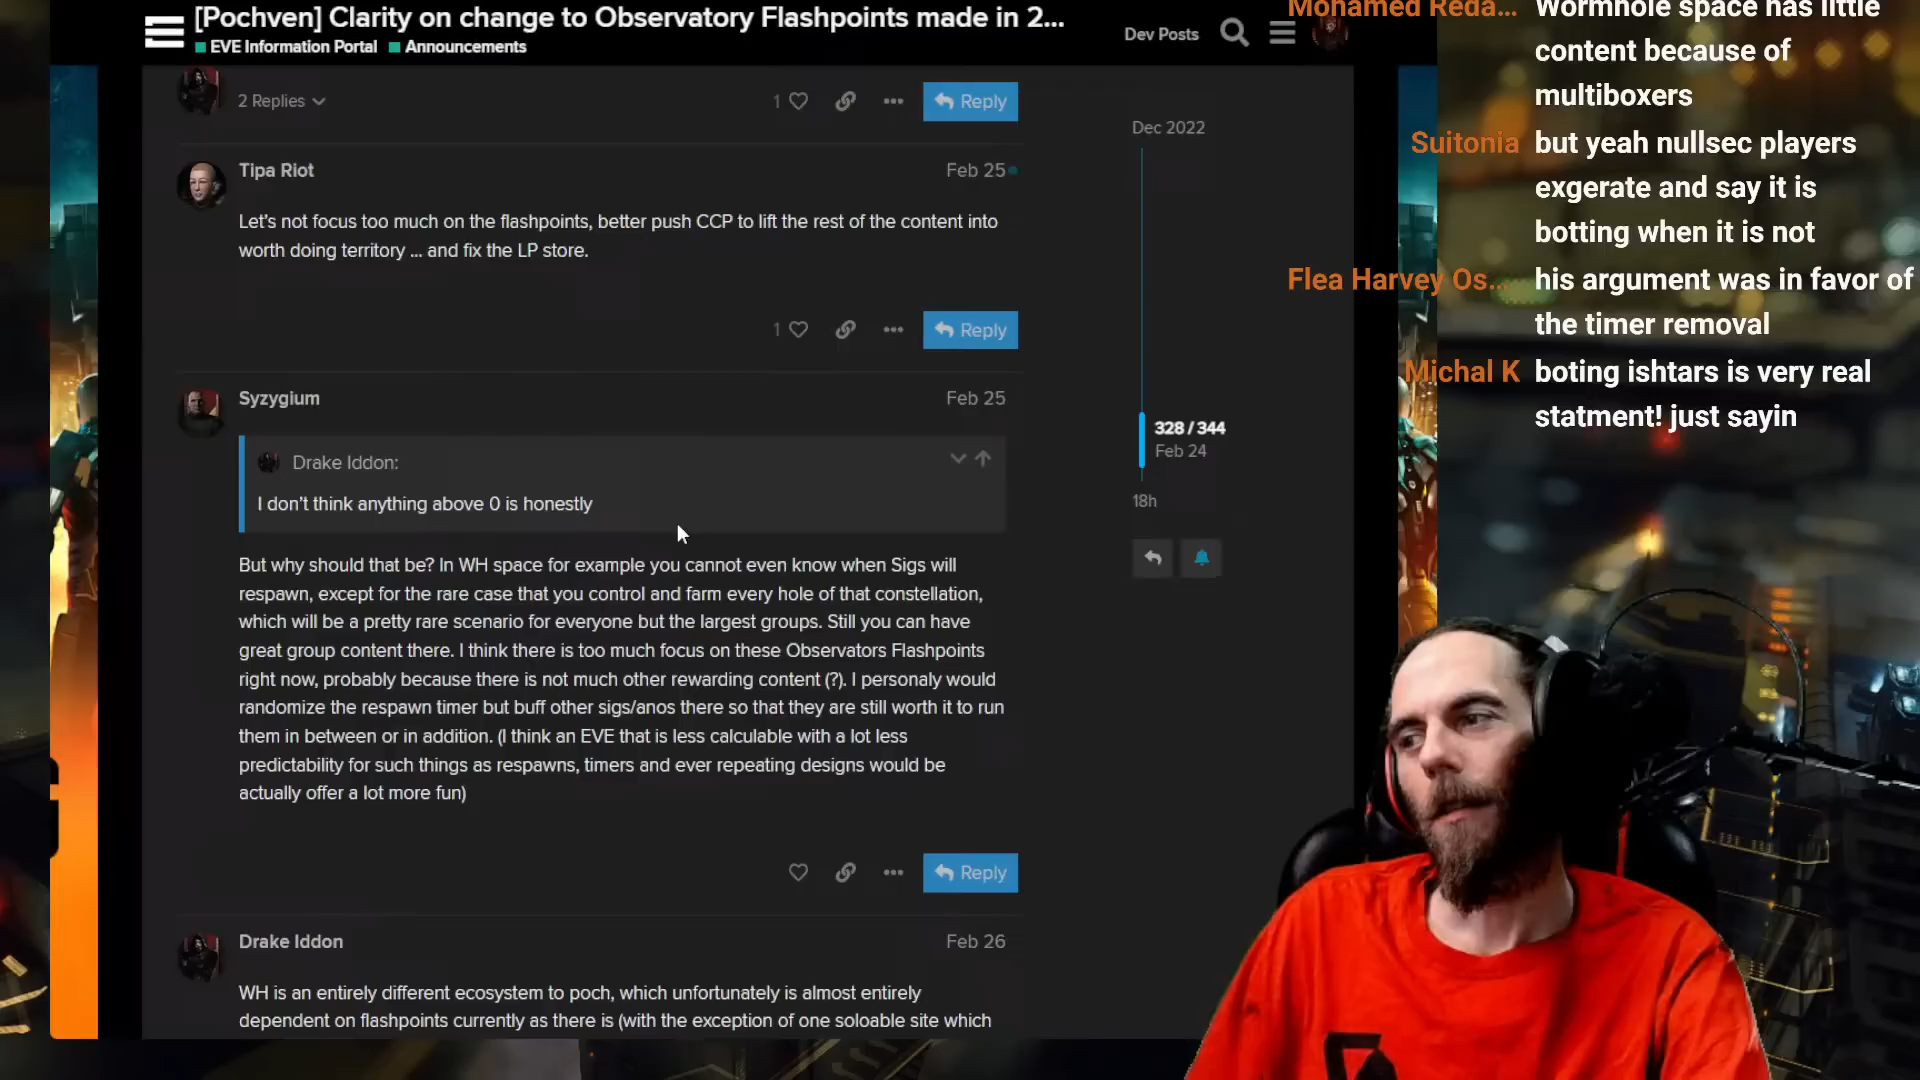 [Pochven] Clarity on change to Observatory Flashpoints made in 2...
EVE Information Portal Announcements
Dev Posts
2 Replies
1
Reply
Tipa Riot
Feb 25
Let's not focus too much on the flashpoints, better push CCP to lift the rest of the content into
worth doing territory ... and fix the LP store.
1
Reply
Syzygium
Feb 25
Drake Iddon:
I don't think anything above 0 is honestly
But why should that be? In WH space for example you cannot even know when Sigs will
respawn, except for the rare case that you control and farm every hole of that constellation,
which will be a pretty rare scenario for everyone but the largest groups. Still you can have
great group content there. I think there is too much focus on these Observators Flashpoints
right now, probably because there is not much other rewarding content (?). I personaly would
randomize the respawn timer but buff other sigs/anos there so that they are still worth it to run
them in between or in addition. (I think an EVE that is less calculable with a lot less
predictability for such things as respawns, timers and ever repeating designs would be
actually offer a lot more fun)
Reply
Drake Iddon
Feb 26
WH is an entirely different ecosystem to poch, which unfortunately is almost entirely
dependent on flashpoints currently as there is (with the exception of one soloable site which
Dec 2022
328 / 344
Feb 24
18h
Mohamed Reda... Wormhole space has little
content because of
multiboxers
Suitonia but yeah nullsec players
exgerate and say it is
botting when it is not
Flea Harvey Os... his argument was in favor of
the timer removal
Michal K boting ishtars is very real
statment! just sayin